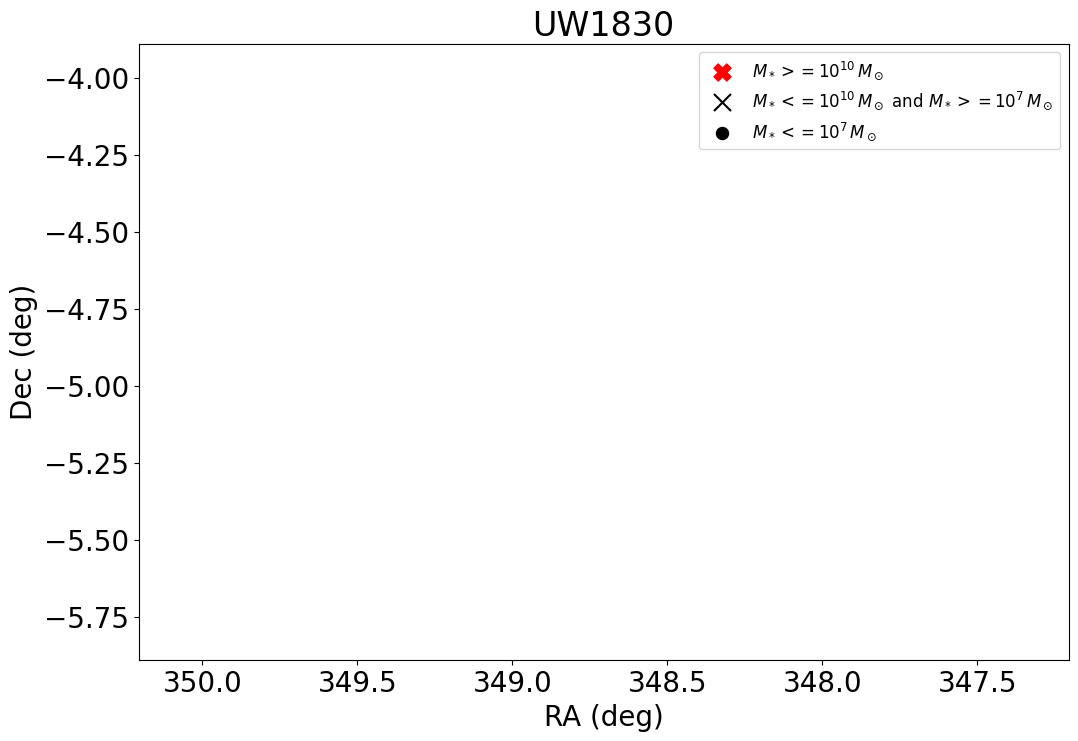 UW1830
M* >= 10^10 M⊙
M* <= 10^10 M⊙ and M* >= 10^7 M⊙
M* <= 10^7 M⊙
−4.00
−4.25
−4.50
−4.75
−5.00
−5.25
−5.50
−5.75
Dec (deg)
350.0 349.5 349.0 348.5 348.0 347.5
RA (deg)